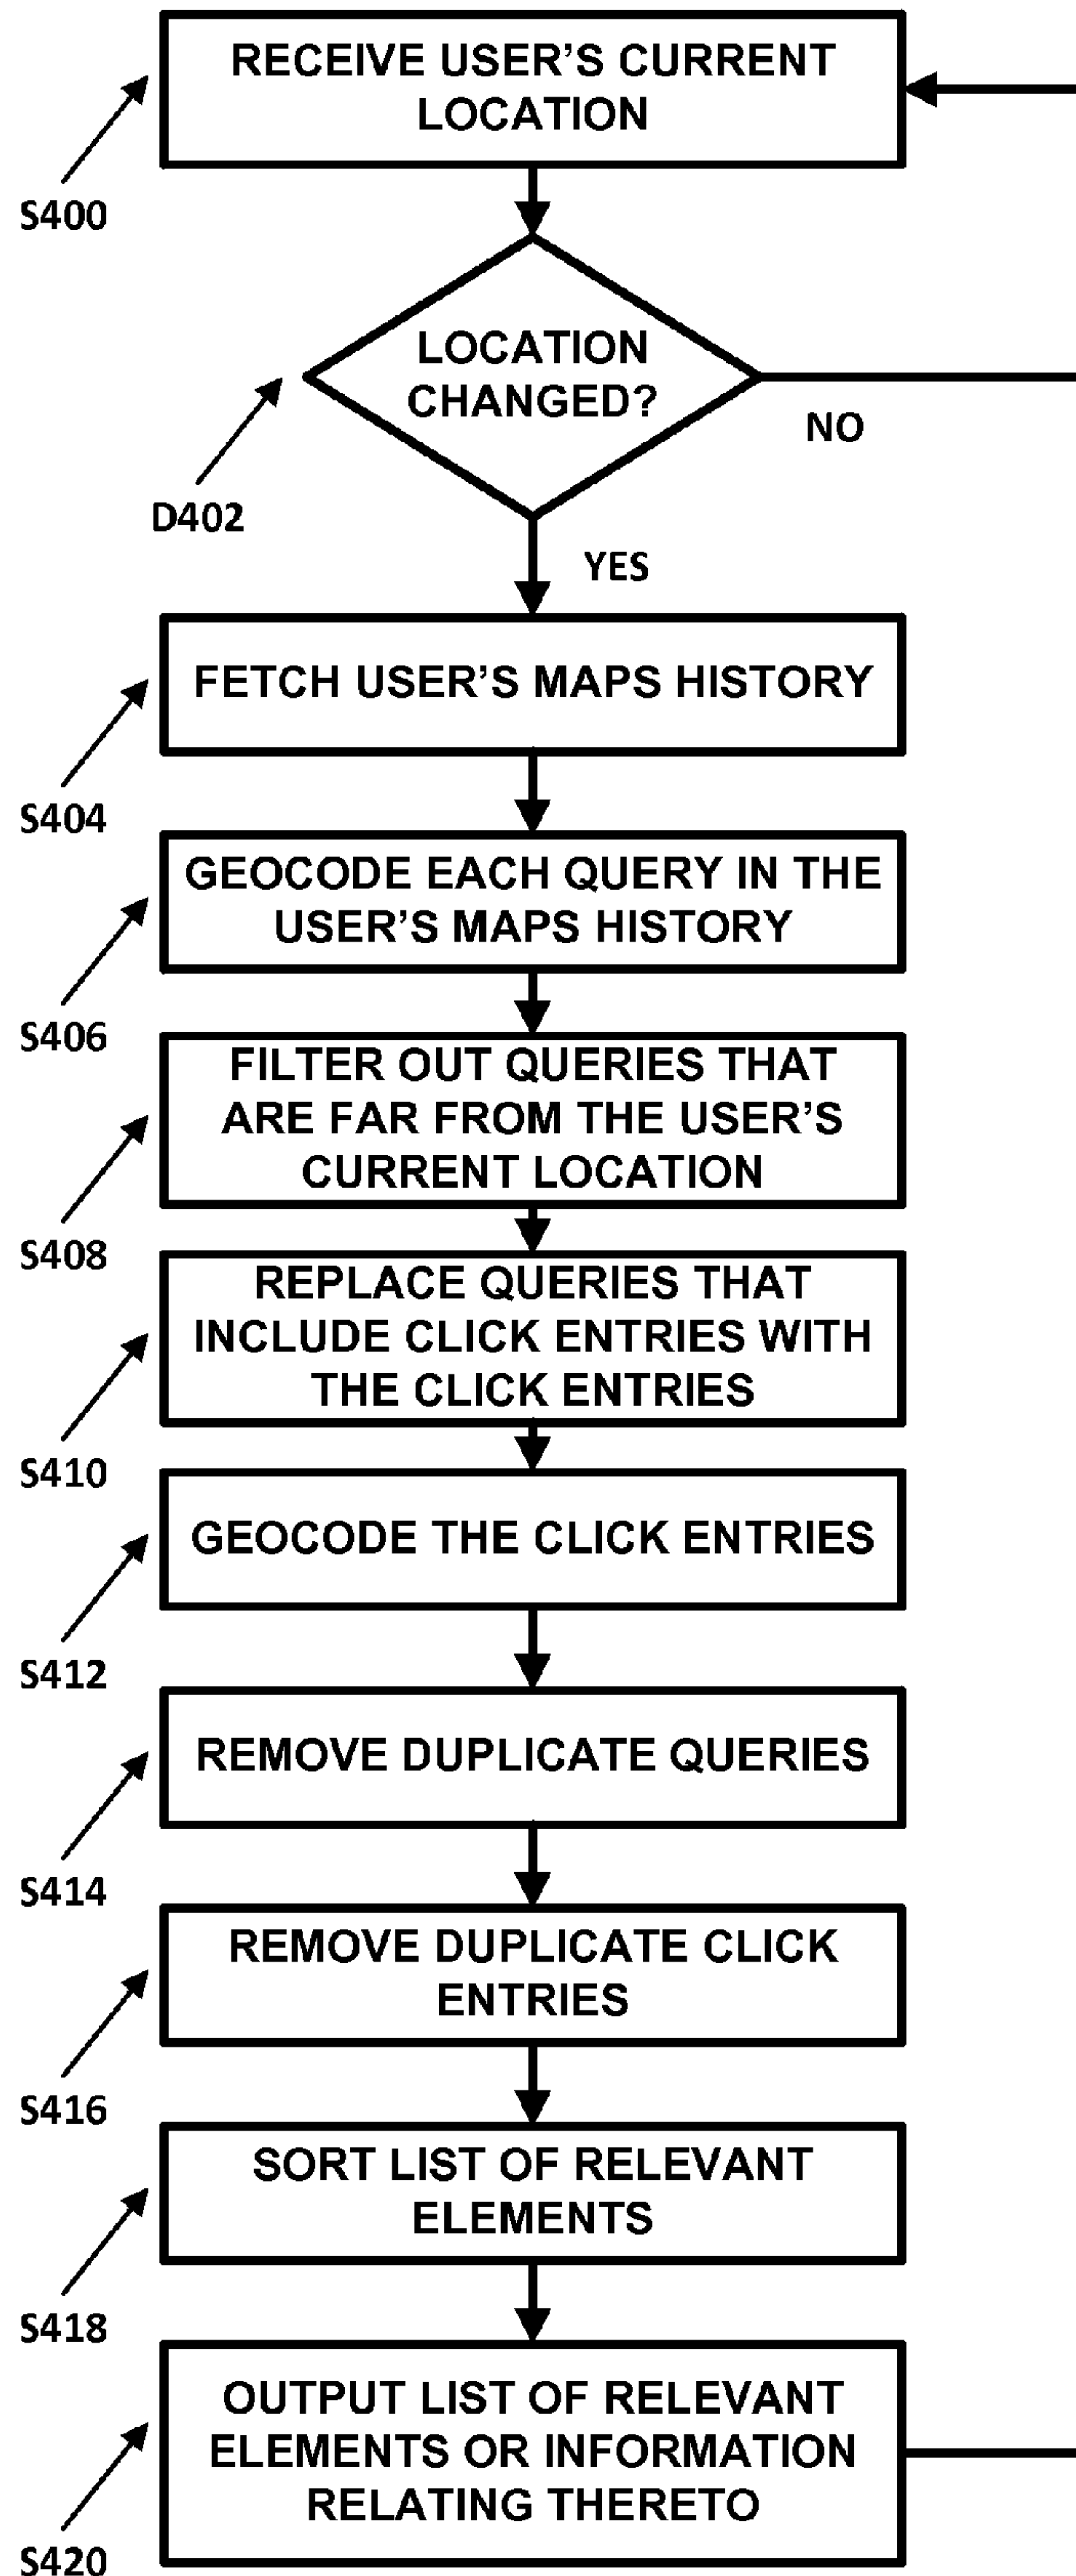 RECEIVE USER'S CURRENT
LOCATION
S400
LOCATION
CHANGED?
NO
D402
YES
FETCH USER'S MAPS HISTORY
S404
GEOCODE EACH QUERY IN THE
USER'S MAPS HISTORY
S406
FILTER OUT QUERIES THAT
ARE FAR FROM THE USER'S
CURRENT LOCATION
S408
REPLACE QUERIES THAT
INCLUDE CLICK ENTRIES WITH
THE CLICK ENTRIES
S410
GEOCODE THE CLICK ENTRIES
S412
REMOVE DUPLICATE QUERIES
S414
REMOVE DUPLICATE CLICK
ENTRIES
S416
SORT LIST OF RELEVANT
ELEMENTS
S418
OUTPUT LIST OF RELEVANT
ELEMENTS OR INFORMATION
RELATING THERETO
S420